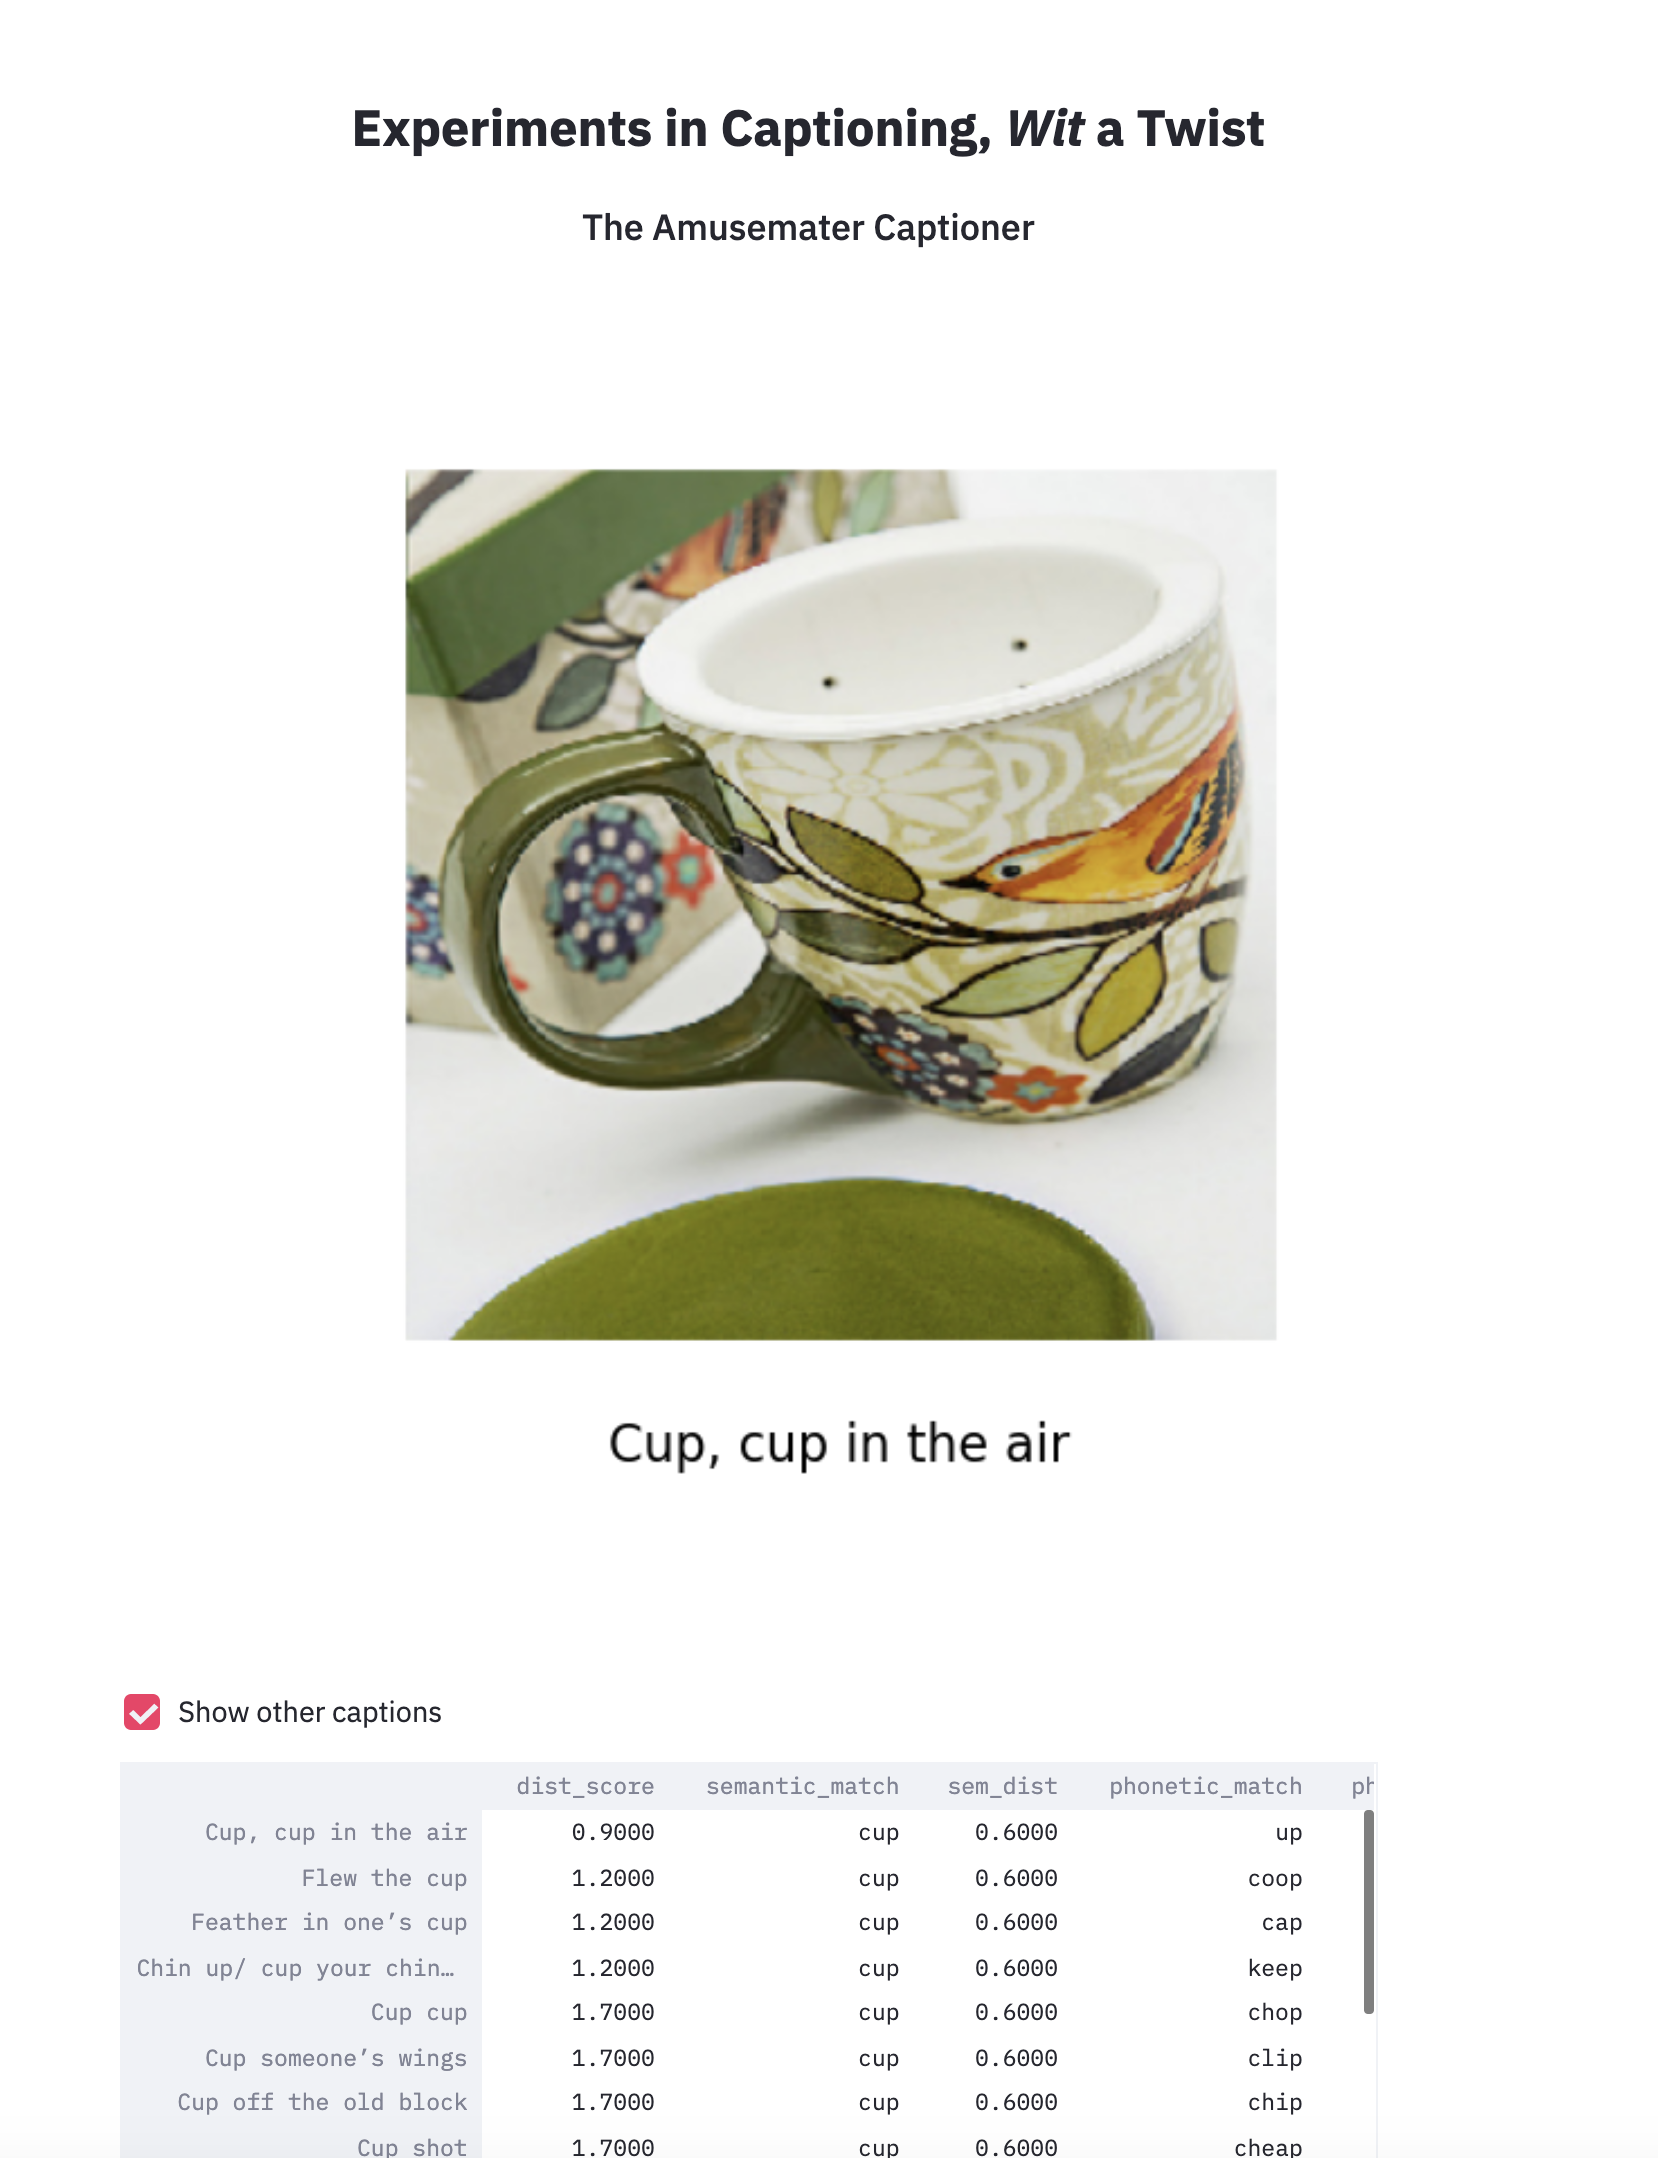 Experiments in Captioning, Wit a Twist
The Amusemater Captioner
Cup, cup in the air
Show other captions
dist_score semantic_match sem_dist phonetic_match ph
Cup, cup in the air 0.9000 cup 0.6000 up
Flew the cup 1.2000 cup 0.6000 coop
Feather in one’s cup 1.2000 cup 0.6000 cap
Chin up/ cup your chin… 1.2000 cup 0.6000 keep
Cup cup 1.7000 cup 0.6000 chop
Cup someone’s wings 1.7000 cup 0.6000 clip
Cup off the old block 1.7000 cup 0.6000 chip
Cup shot 1.7000 cup 0.6000 cheap